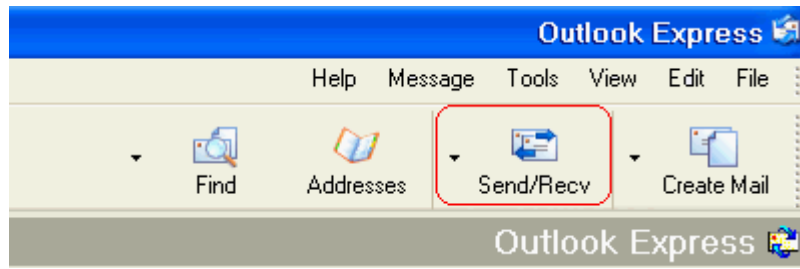 Outlook Express
File Edit View Tools Message Help
Create Mail Send/Recv Addresses Find
Outlook Express